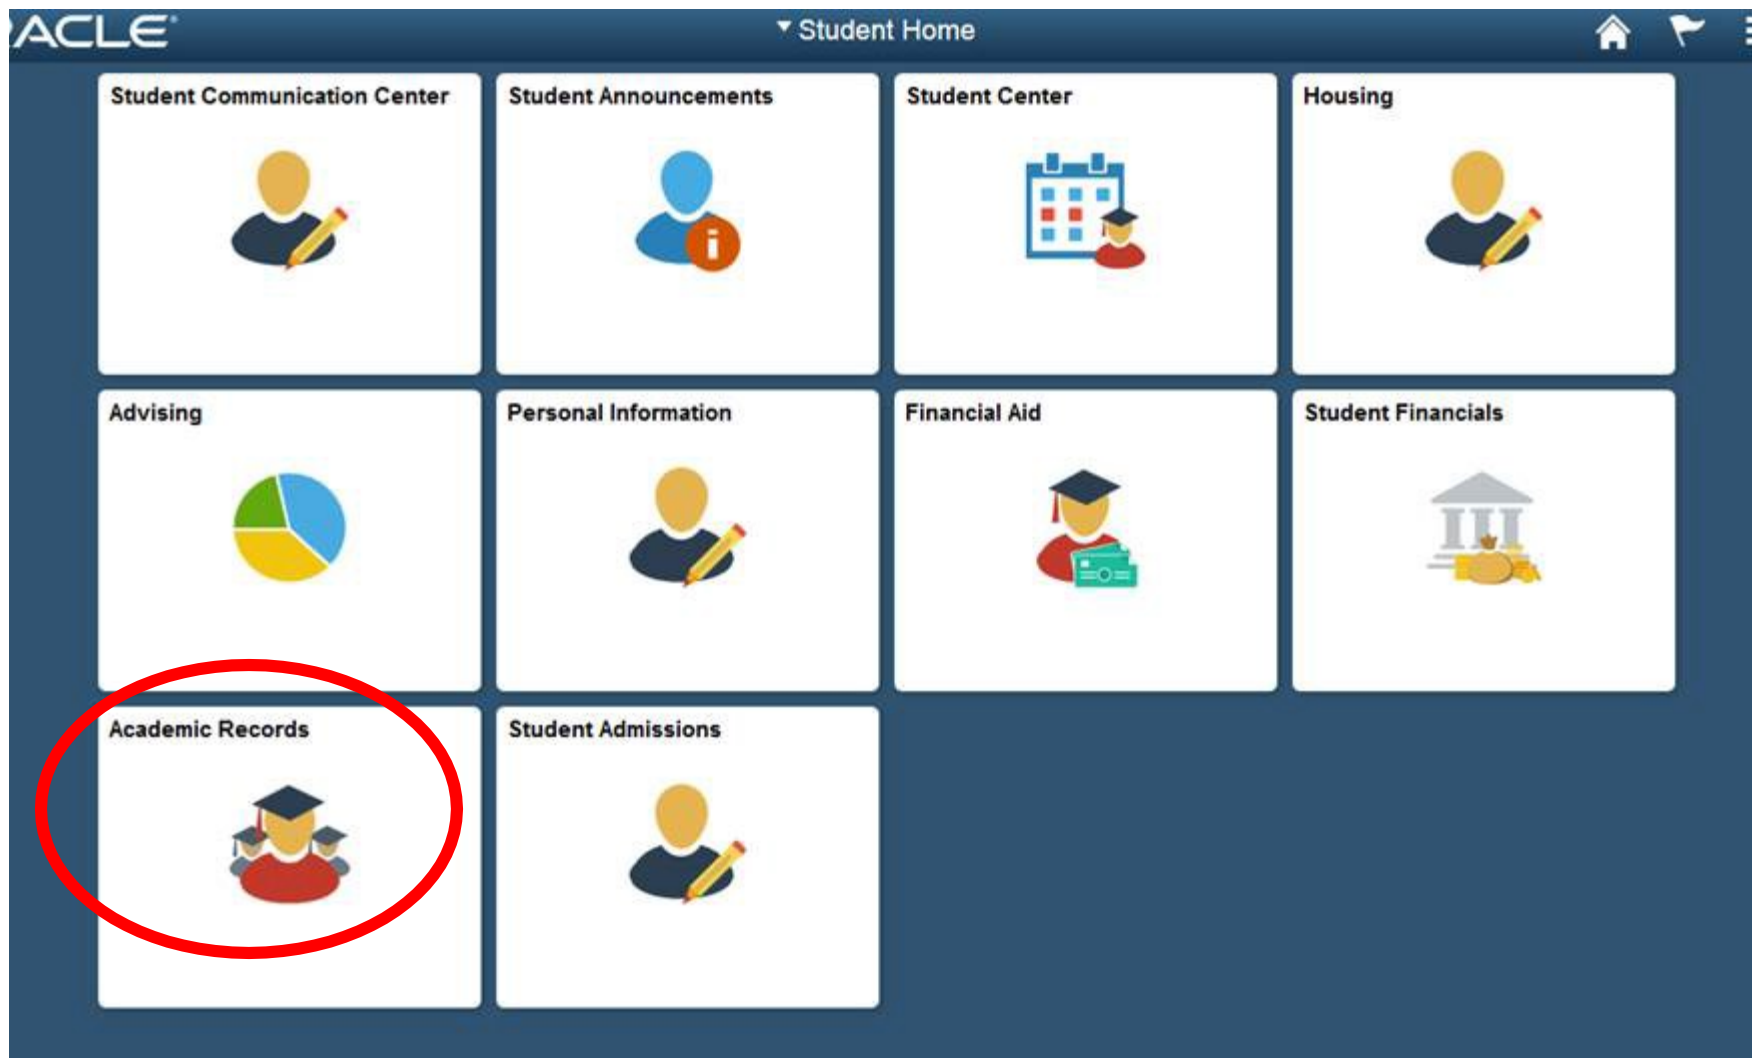 ACLE
Student Home
Student Communication Center
Student Announcements
Student Center
Housing
Advising
Personal Information
Financial Aid
Student Financials
Academic Records
Student Admissions